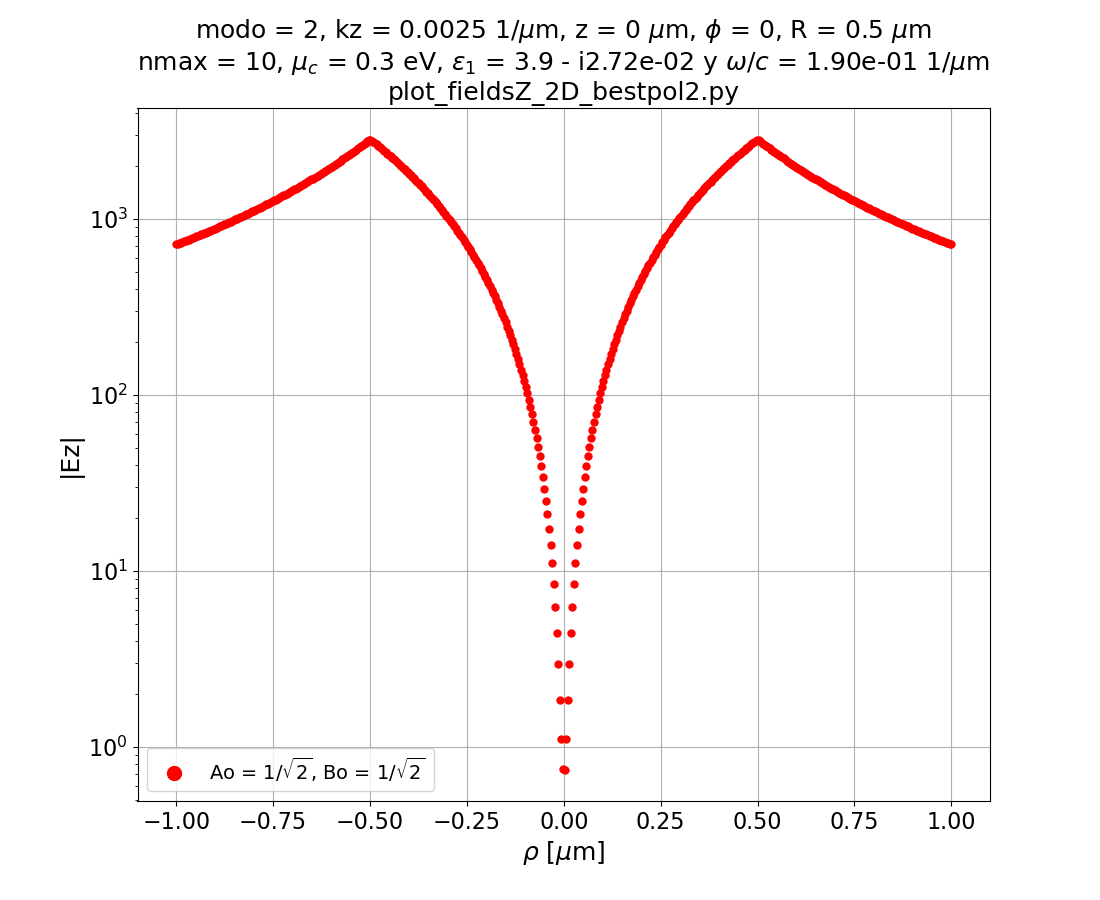 modo = 2, kz = 0.0025 1/μm, z = 0 μm, ϕ = 0, R = 0.5 μm
nmax = 10, μc = 0.3 eV, ε1 = 3.9 - i2.72e-02 y ω/c = 1.90e-01 1/μm
plot_fieldsZ_2D_bestpol2.py
|Ez|
10³
10²
10¹
10⁰
Ao = 1/√2, Bo = 1/√2
−1.00 −0.75 −0.50 −0.25 0.00 0.25 0.50 0.75 1.00
ρ [μm]